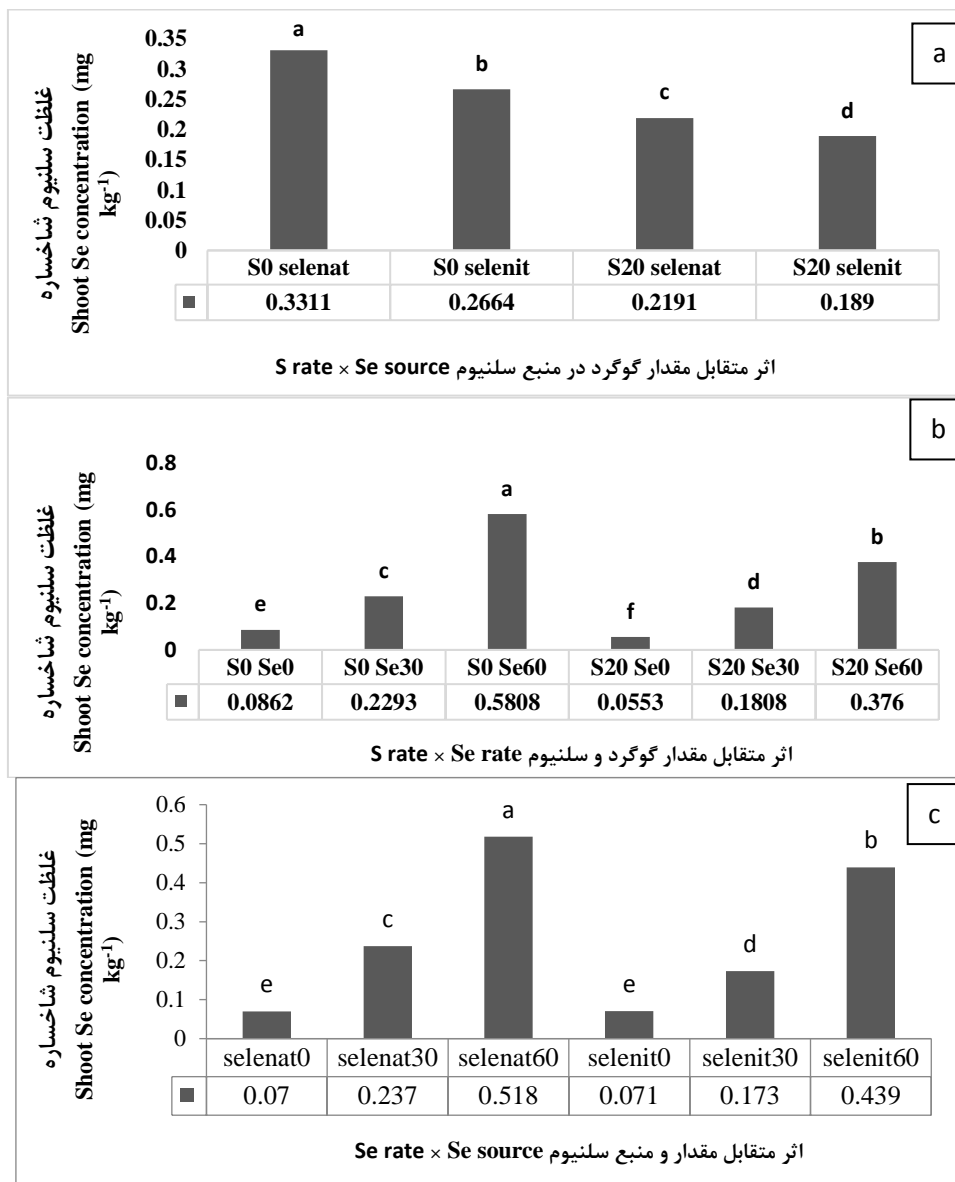 a
0.35
0.3
0.25
0.2
0.15
0.1
0.05
0
غلظت سلنیوم شاخساره
Shoot Se concentration (mg
kg-1)
a
b
c
d
S0 selenat S0 selenit S20 selenat S20 selenit
0.3311 0.2664 0.2191 0.189
اثر متقابل مقدار گوگرد در منبع سلنیوم S rate × Se source
b
0.8
0.6
0.4
0.2
0
غلظت سلنیوم شاخساره
Shoot Se concentration (mg
kg-1)
e
c
a
f
d
b
S0 Se0 S0 Se30 S0 Se60 S20 Se0 S20 Se30 S20 Se60
0.0862 0.2293 0.5808 0.0553 0.1808 0.376
اثر متقابل مقدار گوگرد و سلنیوم S rate × Se rate
c
0.6
0.5
0.4
0.3
0.2
0.1
0
غلظت سلنیوم شاخساره
Shoot Se concentration (mg
kg-1)
e
c
a
e
d
b
selenat0 selenat30 selenat60 selenit0 selenit30 selenit60
0.07 0.237 0.518 0.071 0.173 0.439
اثر متقابل مقدار و منبع سلنیوم Se rate × Se source